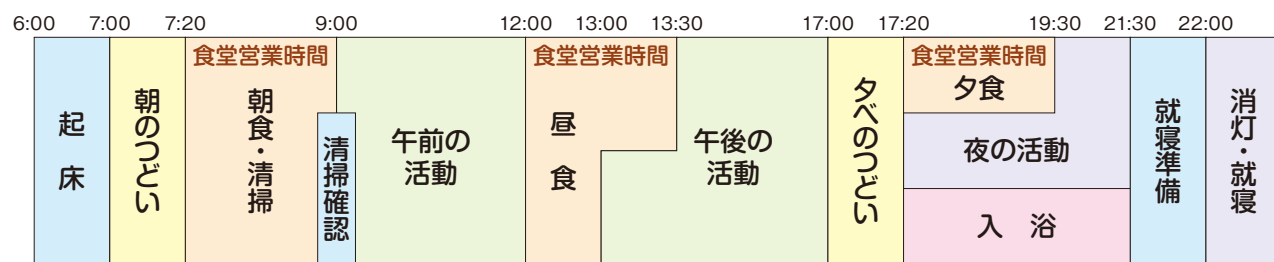 6:00 7:00 7:20 9:00 12:00 13:00 13:30 17:00 17:20 19:30 21:30 22:00
起床
朝のつどい
食堂営業時間
朝食・清掃
清掃確認
午前の
活動
食堂営業時間
昼食
午後の
活動
夕べのつどい
食堂営業時間
夕食
夜の活動
入浴
就寝準備
消灯・就寝